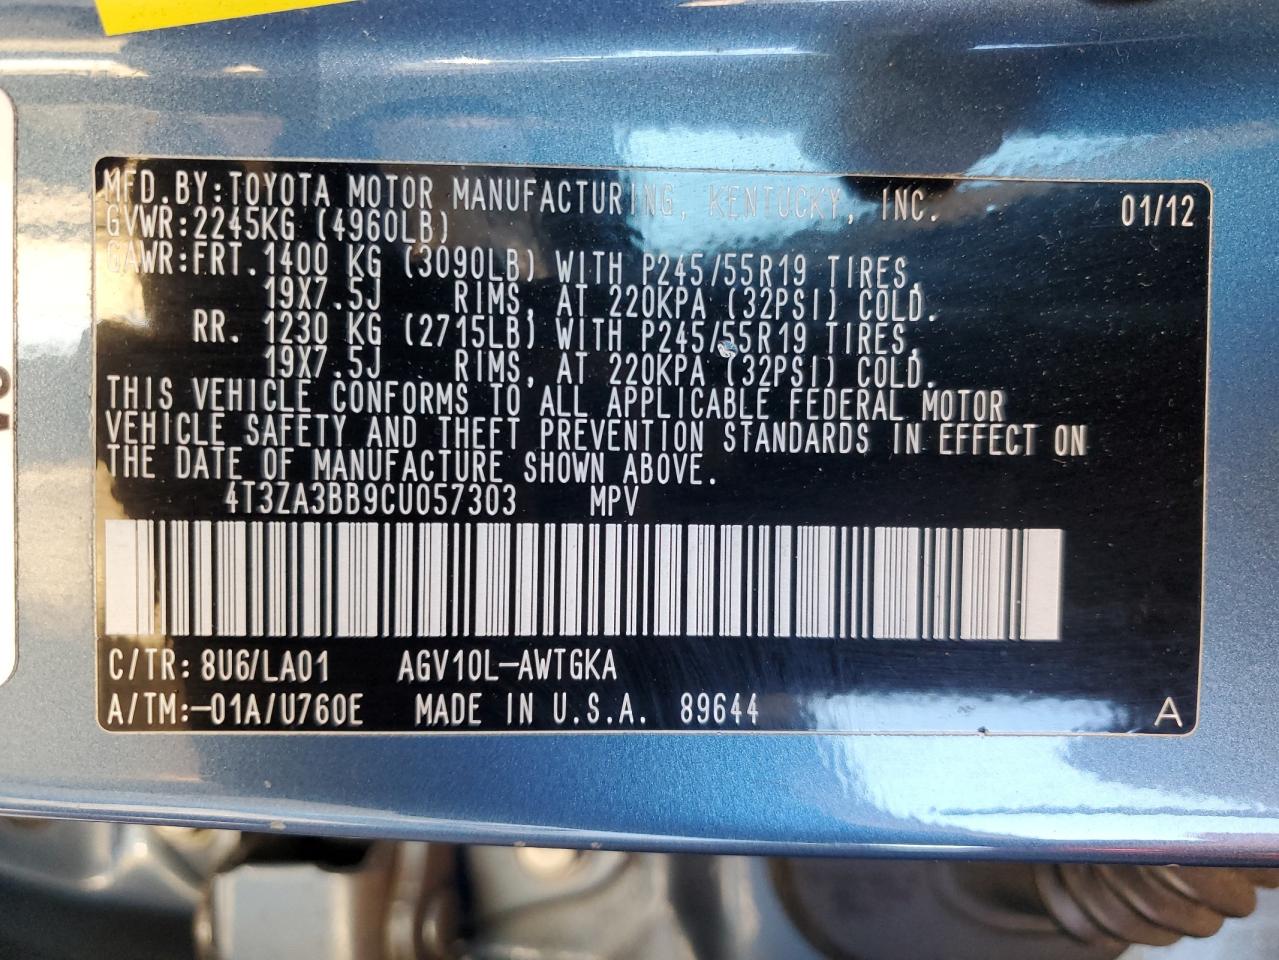 MFD.BY:TOYOTA MOTOR MANUFACTURING, KENTUCKY, INC. 01/12
GVWR:2245KG (4960LB)
GAWR:FRT.1400 KG (3090LB) WITH P245/55R19 TIRES,
19X7.5J RIMS, AT 220KPA (32PSI) COLD.
RR. 1230 KG (2715LB) WITH P245/55R19 TIRES,
19X7.5J RIMS, AT 220KPA (32PSI) COLD.
THIS VEHICLE CONFORMS TO ALL APPLICABLE FEDERAL MOTOR
VEHICLE SAFETY AND THEFT PREVENTION STANDARDS IN EFFECT ON
THE DATE OF MANUFACTURE SHOWN ABOVE.
4T3ZA3BB9CU057303 MPV
C/TR: 8U6/LA01 AGV10L-AWTGKA
A/TM:-01A/U760E MADE IN U.S.A. 89644 A